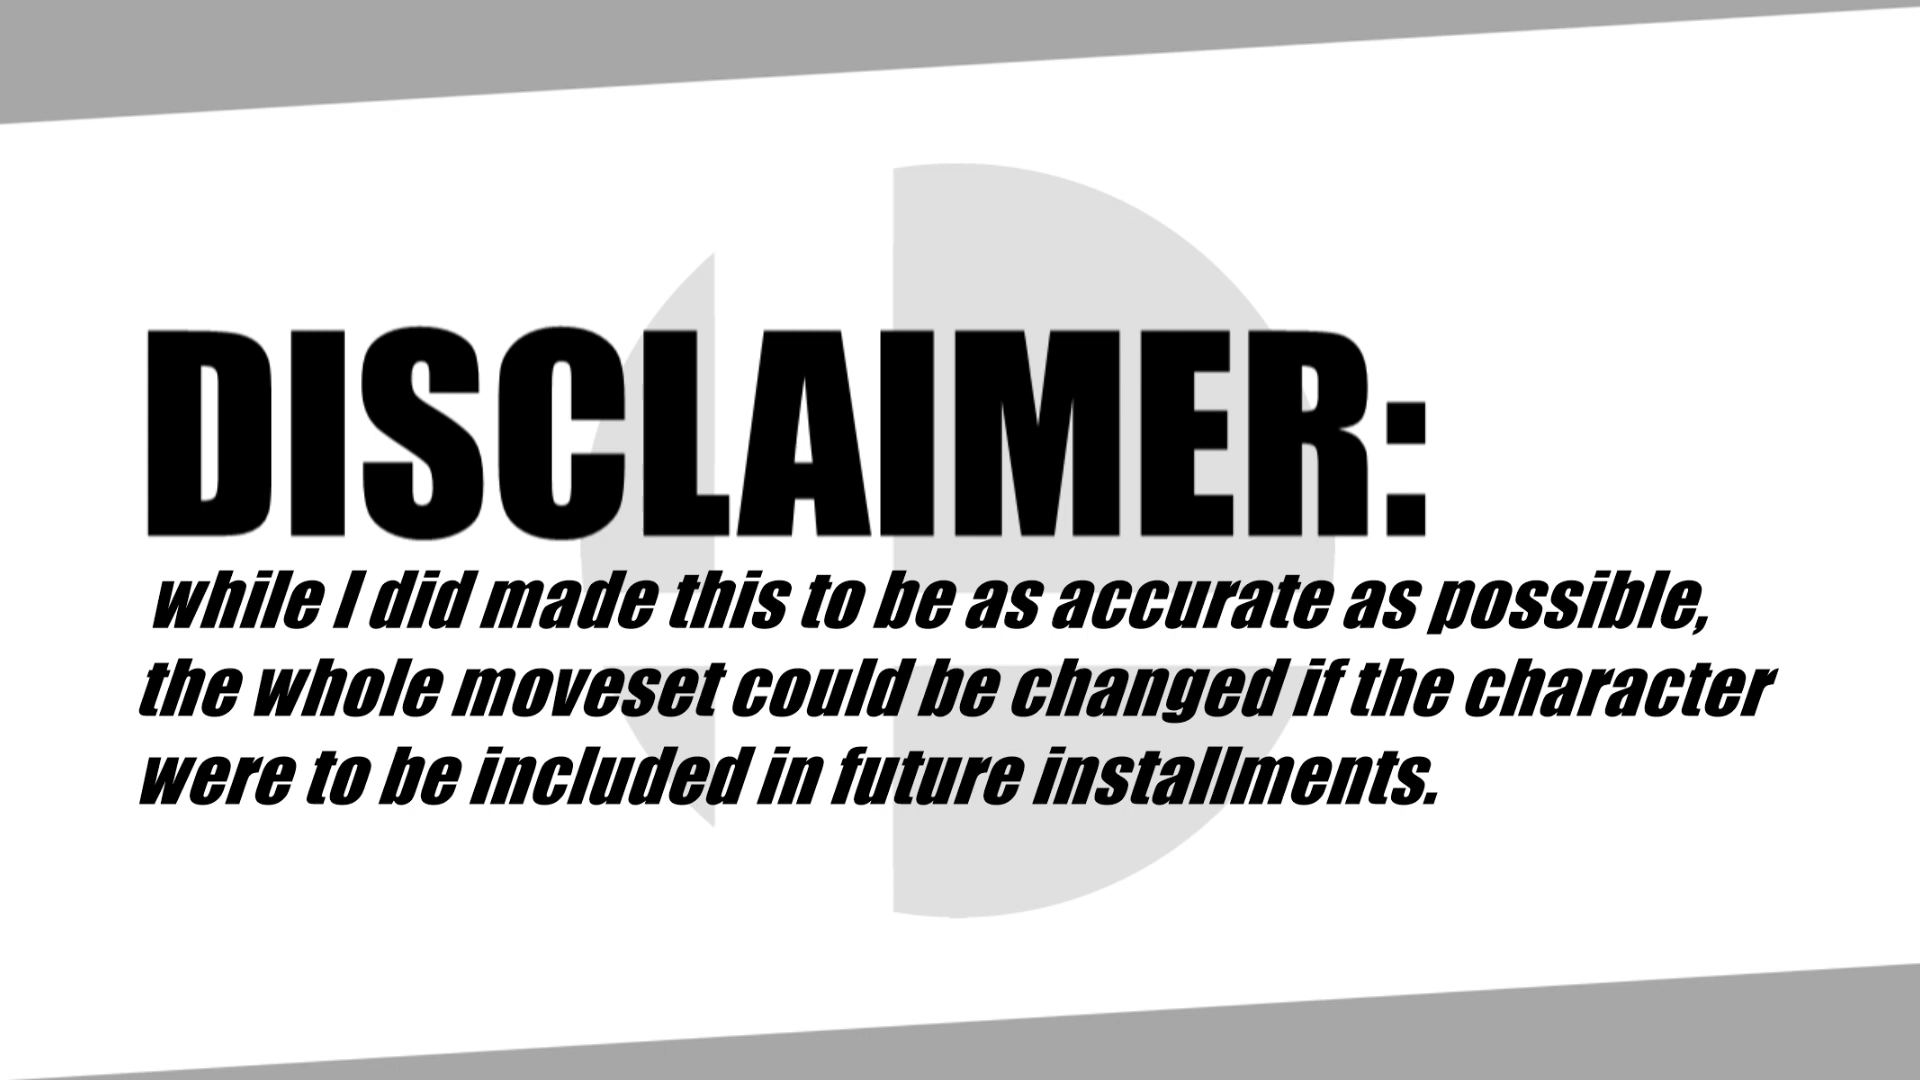 DISCLAIMER:
while I did made this to be as accurate as possible,
the whole moveset could be changed if the character
were to be included in future installments.